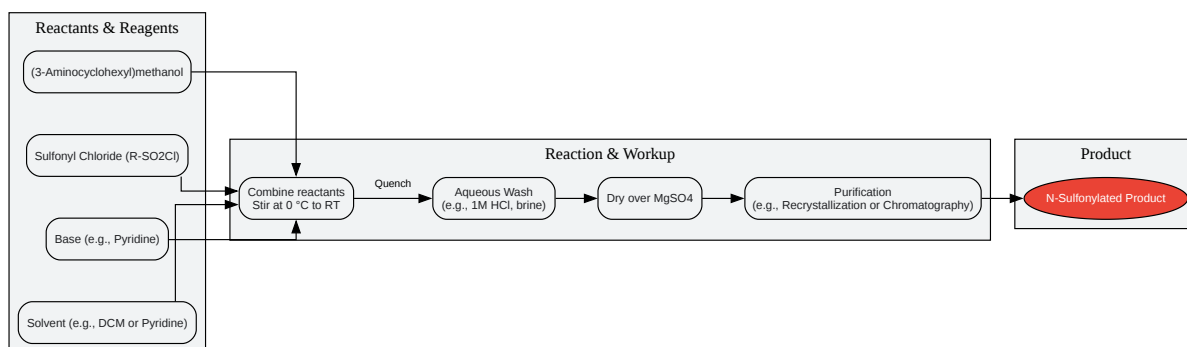 Reactants & Reagents
(3-Aminocyclohexyl)methanol
Sulfonyl Chloride (R-SO2Cl)
Base (e.g., Pyridine)
Solvent (e.g., DCM or Pyridine)
Reaction & Workup
Combine reactants
Stir at 0 °C to RT
Quench
Aqueous Wash
(e.g., 1M HCl, brine)
Dry over MgSO4
Purification
(e.g., Recrystallization or Chromatography)
Product
N-Sulfonylated Product